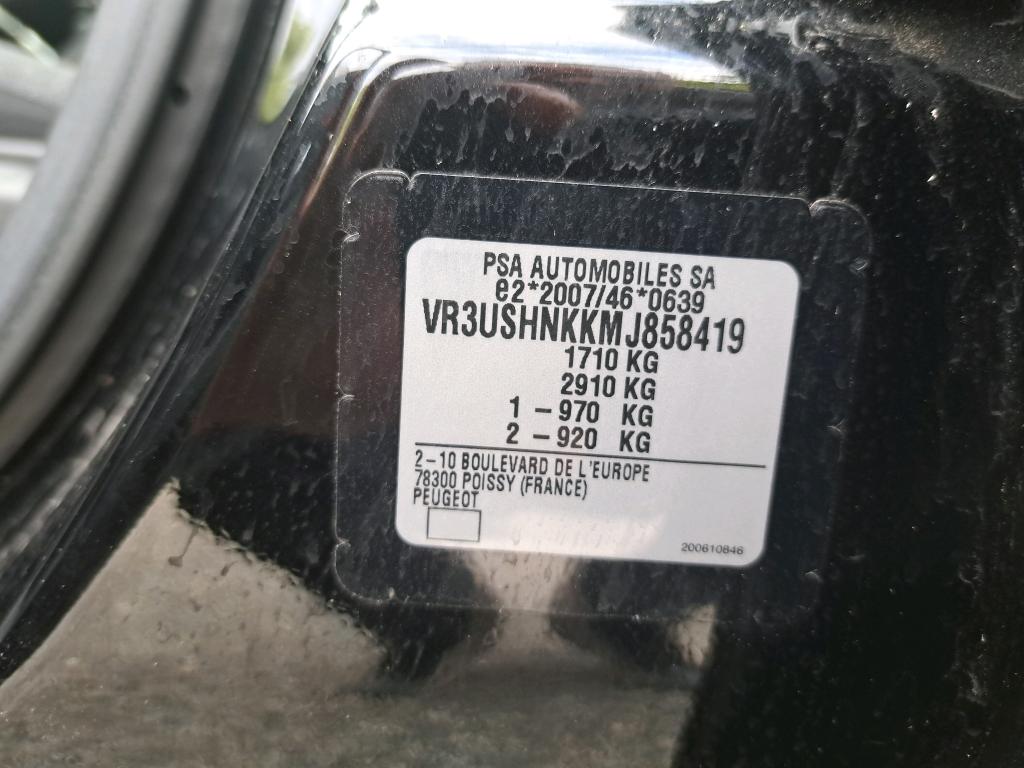 PSA AUTOMOBILES SA
e2*2007/46*0639
VR3USHNKKMJ858419
1710 KG
2910 KG
1 - 970 KG
2 - 920 KG
2-10 BOULEVARD DE L'EUROPE
78300 POISSY (FRANCE)
PEUGEOT
200610846